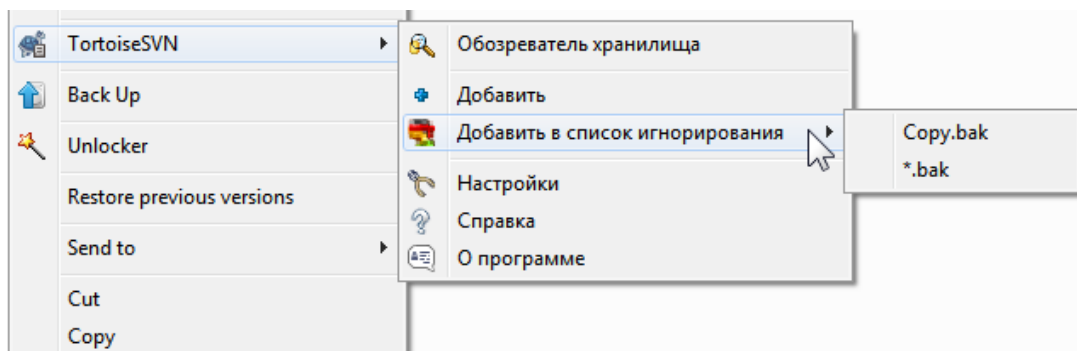 TortoiseSVN
Back Up
Unlocker
Restore previous versions
Send to
Cut
Copy
Обозреватель хранилища
Добавить
Добавить в список игнорирования
Настройки
Справка
О программе
Copy.bak
*.bak